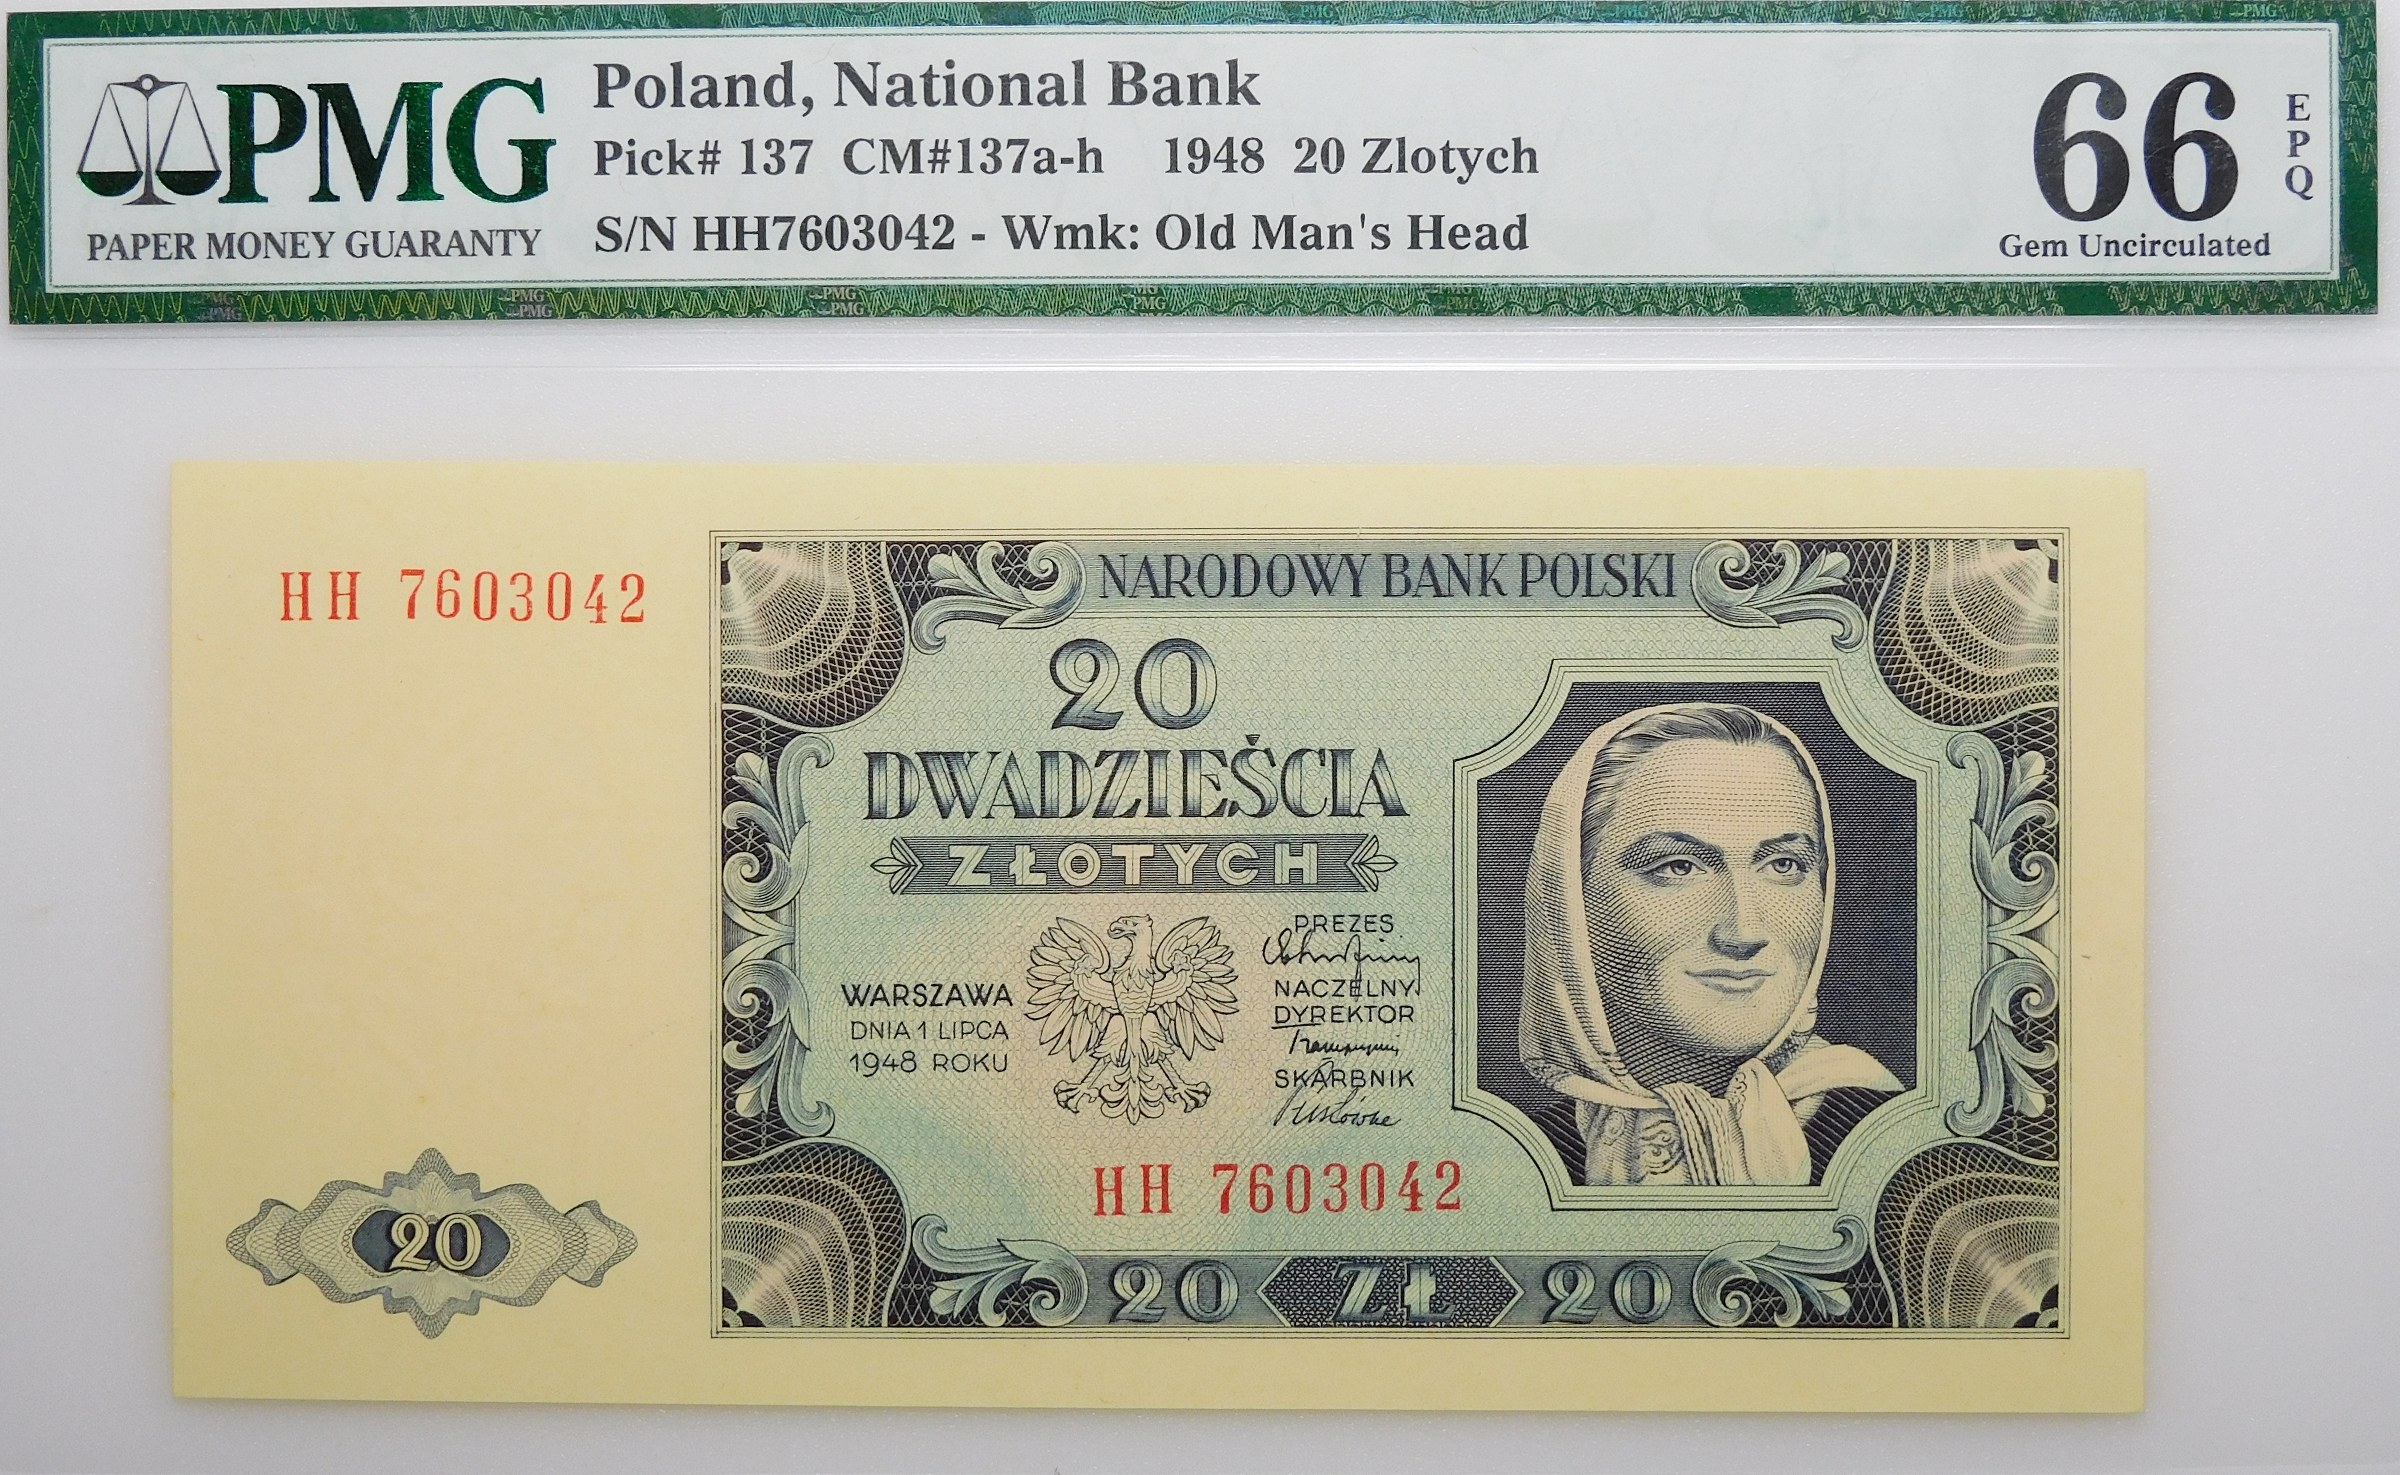 PMG
PAPER MONEY GUARANTY
Poland, National Bank
Pick# 137 CM#137a-h 1948 20 Zlotych
S/N HH7603042 - Wmk: Old Man's Head
66
EPQ
Gem Uncirculated
HH 7603042
NARODOWY BANK POLSKI
20
DWADZIEŚCIA
ZŁOTYCH
WARSZAWA
DNIA 1 LIPCA
1948 ROKU
PREZES
NACZELNY
DYREKTOR
SKARBNIK
HH 7603042
20
20 ZŁ 20